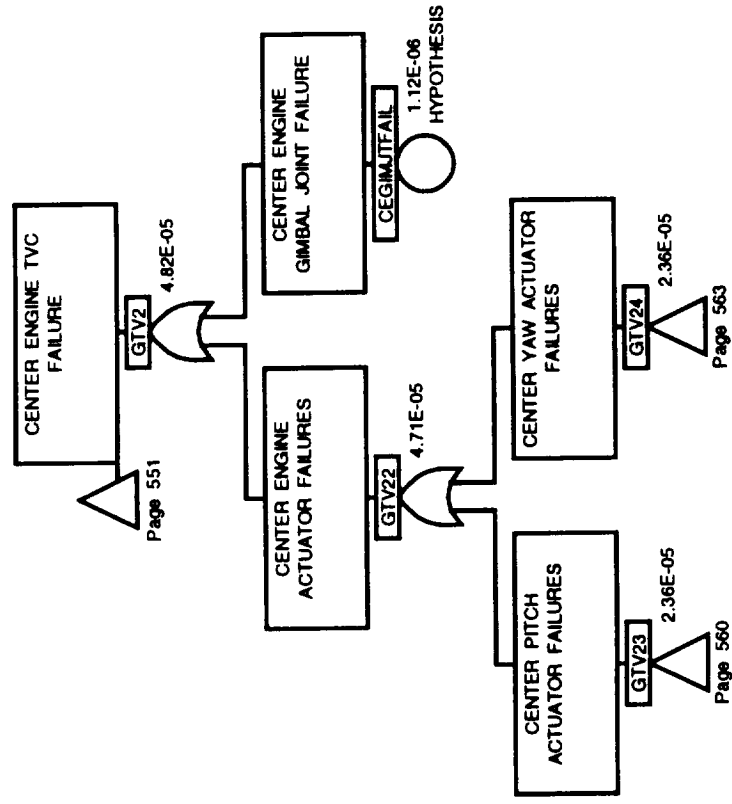 CENTER ENGINE TVC
FAILURE
Page 551
GTV2
4.82E-05
CENTER ENGINE
ACTUATOR FAILURES
GTV22
4.71E-05
CENTER ENGINE
GIMBAL JOINT FAILURE
CEGIMJTFAIL
1.12E-06
HYPOTHESIS
CENTER PITCH
ACTUATOR FAILURES
GTV23
2.36E-05
Page 560
CENTER YAW ACTUATOR
FAILURES
GTV24
2.36E-05
Page 563